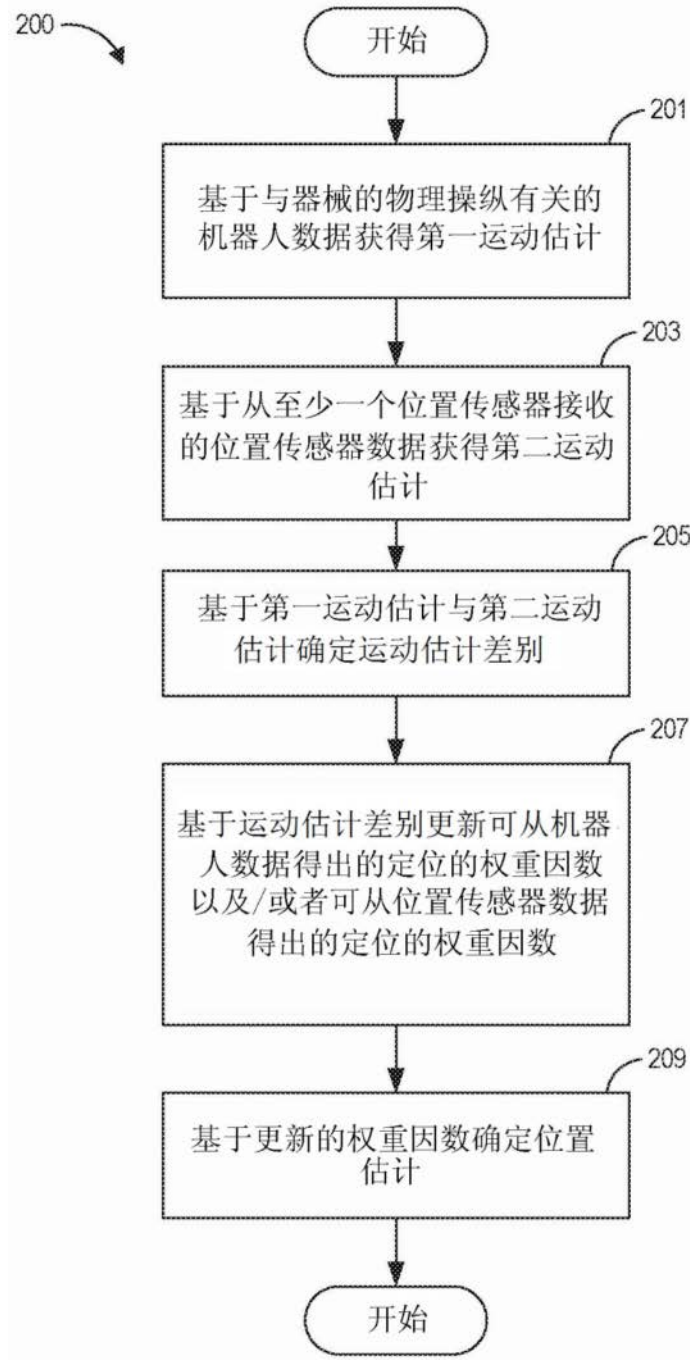 200
开始
201
基于与器械的物理操纵有关的
机器人数据获得第一运动估计
203
基于从至少一个位置传感器接收
的位置传感器数据获得第二运动
估计
205
基于第一运动估计与第二运动
估计确定运动估计差别
207
基于运动估计差别更新可从机器
人数据得出的定位的权重因数
以及/或者可从位置传感器数据
得出的定位的权重因数
209
基于更新的权重因数确定位置
估计
开始